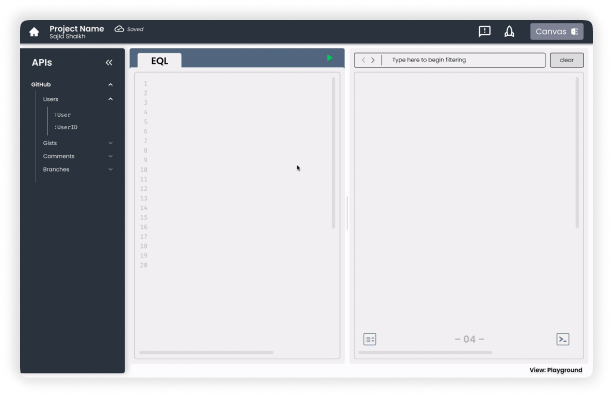 Project Name
Sajid Shaikh
Saved
Canvas
APIs
GitHub
Users
:User
:UserID
Gists
Comments
Branches
EQL
1
2
3
4
5
6
7
8
9
10
11
12
13
14
15
16
17
18
19
20
Type here to begin filtering
clear
– 04 –
View: Playground